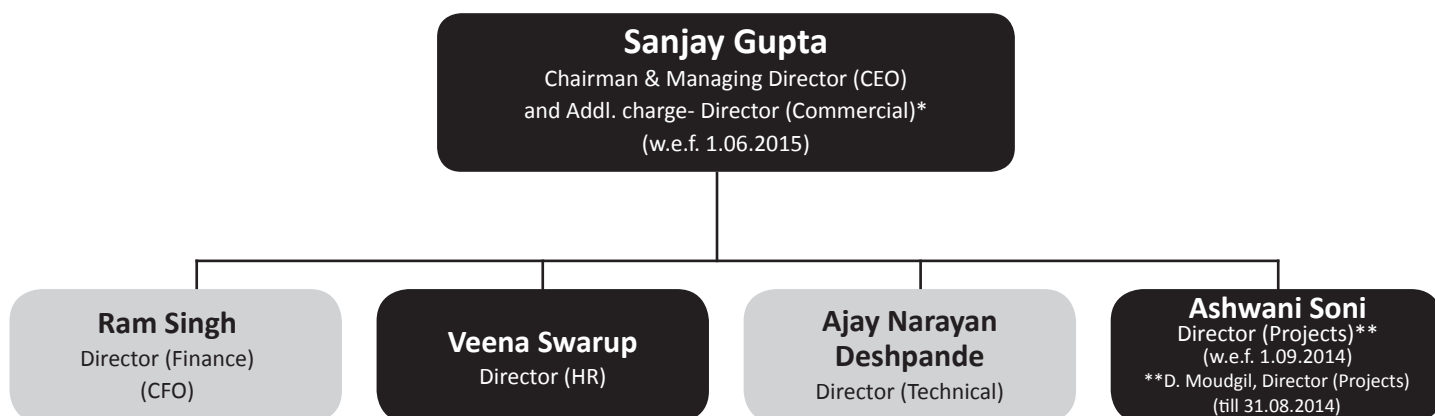 Sanjay Gupta
Chairman & Managing Director (CEO)
and Addl. charge- Director (Commercial)*
(w.e.f. 1.06.2015)
Ram Singh
Director (Finance)
(CFO)
Veena Swarup
Director (HR)
Ajay Narayan
Deshpande
Director (Technical)
Ashwani Soni
Director (Projects)**
(w.e.f. 1.09.2014)
**D. Moudgil, Director (Projects)
(till 31.08.2014)